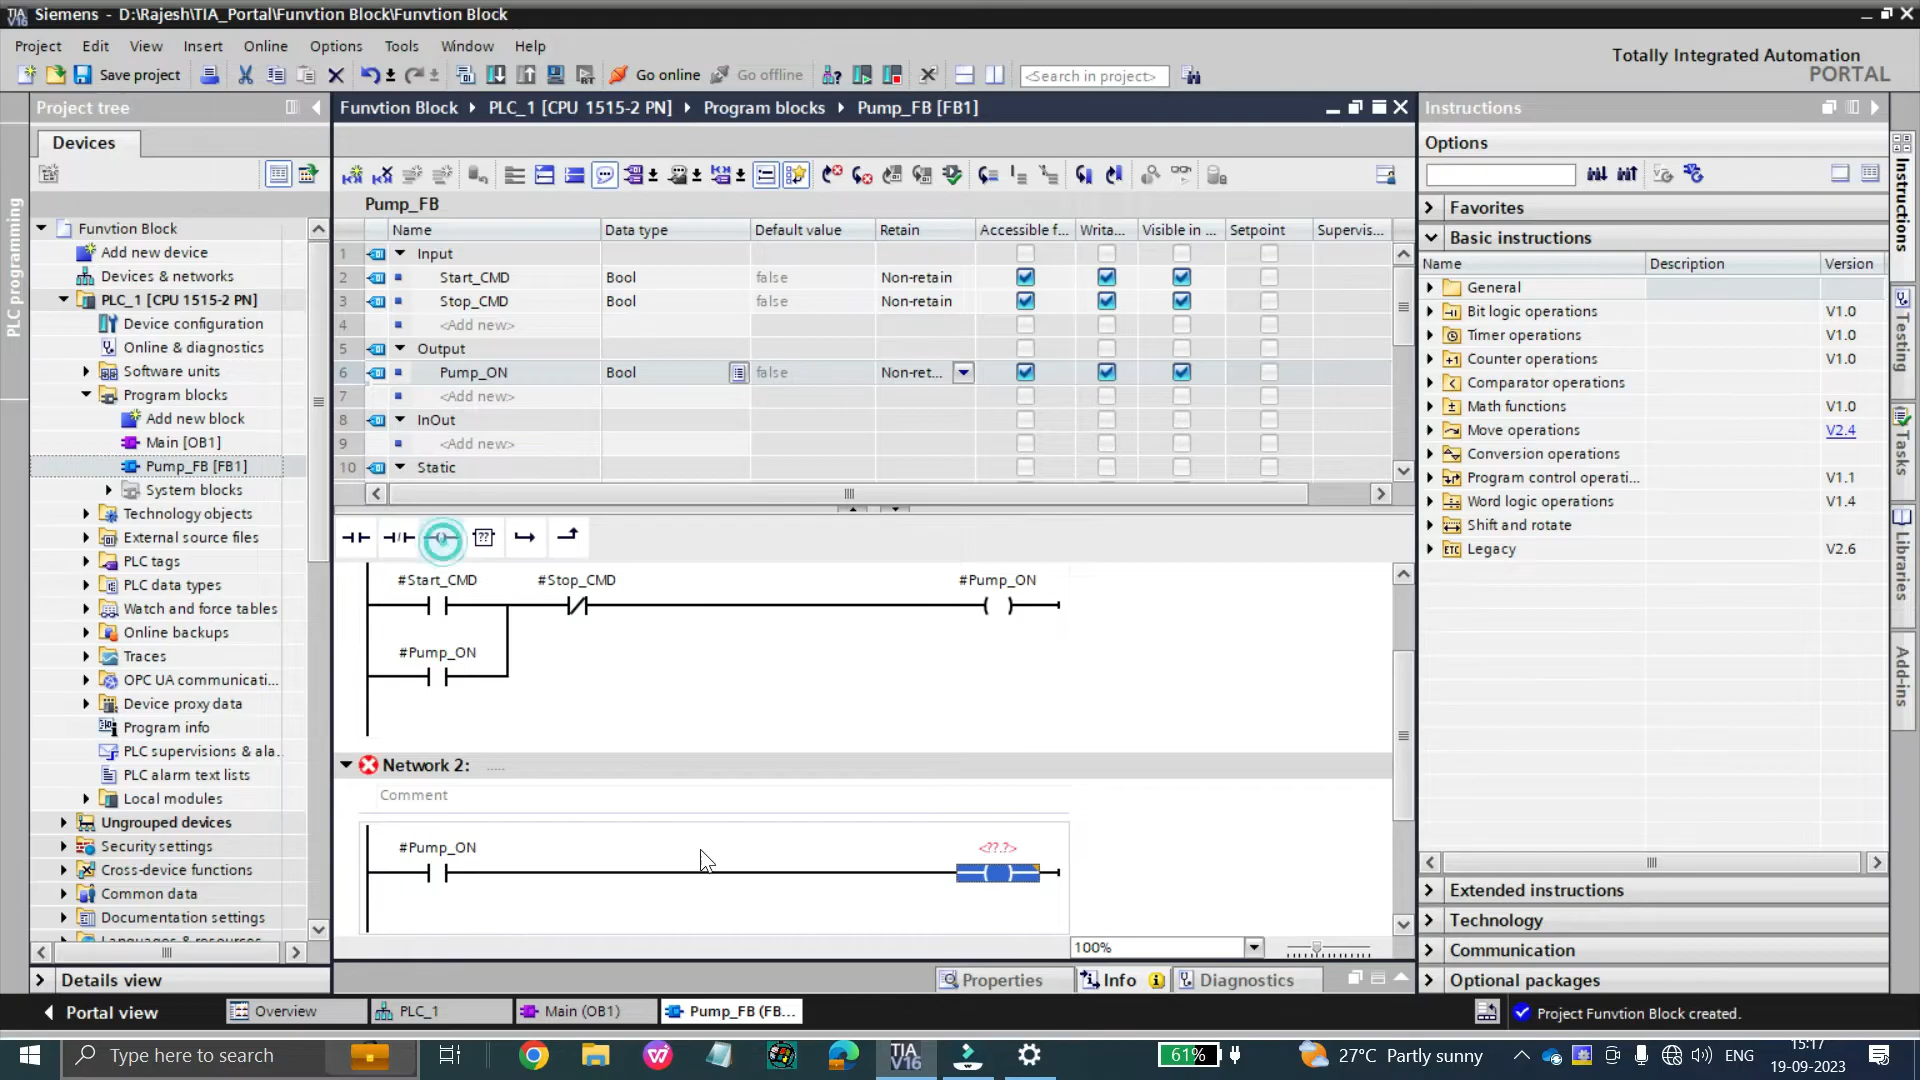 Siemens - D:\Rajesh\TIA_Portal\Funvtion Block\Funvtion Block
Project Edit View Insert Online Options Tools Window Help
Totally Integrated Automation
PORTAL
Save project Go online Go offline <Search in project>
Project tree
Devices
PLC programming
Funvtion Block
Add new device
Devices & networks
PLC_1 [CPU 1515-2 PN]
Device configuration
Online & diagnostics
Software units
Program blocks
Add new block
Main [OB1]
Pump_FB [FB1]
System blocks
Technology objects
External source files
PLC tags
PLC data types
Watch and force tables
Online backups
Traces
OPC UA communicati...
Device proxy data
Program info
PLC supervisions & ala.
PLC alarm text lists
Local modules
Ungrouped devices
Security settings
Cross-device functions
Common data
Documentation settings
Languages & resources
Details view
Funvtion Block PLC_1 [CPU 1515-2 PN] Program blocks Pump_FB [FB1]
Pump_FB
Name Data type Default value Retain Accessible f... Writa... Visible in ... Setpoint Supervis...
1 Input
2 Start_CMD Bool false Non-retain
3 Stop_CMD Bool false Non-retain
4 <Add new>
5 Output
6 Pump_ON Bool false Non-ret...
7 <Add new>
8 InOut
9 <Add new>
10 Static
??
#Start_CMD #Stop_CMD #Pump_ON
#Pump_ON
Network 2: .....
Comment
#Pump_ON <??.?>
100%
Properties Info Diagnostics
Instructions
Options
Favorites
Basic instructions
Name Description Version
General
Bit logic operations V1.0
Timer operations V1.0
Counter operations V1.0
Comparator operations
Math functions V1.0
Move operations V2.4
Conversion operations
Program control operati... V1.1
Word logic operations V1.4
Shift and rotate
Legacy V2.6
Extended instructions
Technology
Communication
Optional packages
Instructions
Testing
Tasks
Libraries
Add-ins
Portal view Overview PLC_1 Main (OB1) Pump_FB (FB... Project Funvtion Block created.
Type here to search
TIA
V16
61% 27°C Partly sunny ENG
15:17
19-09-2023